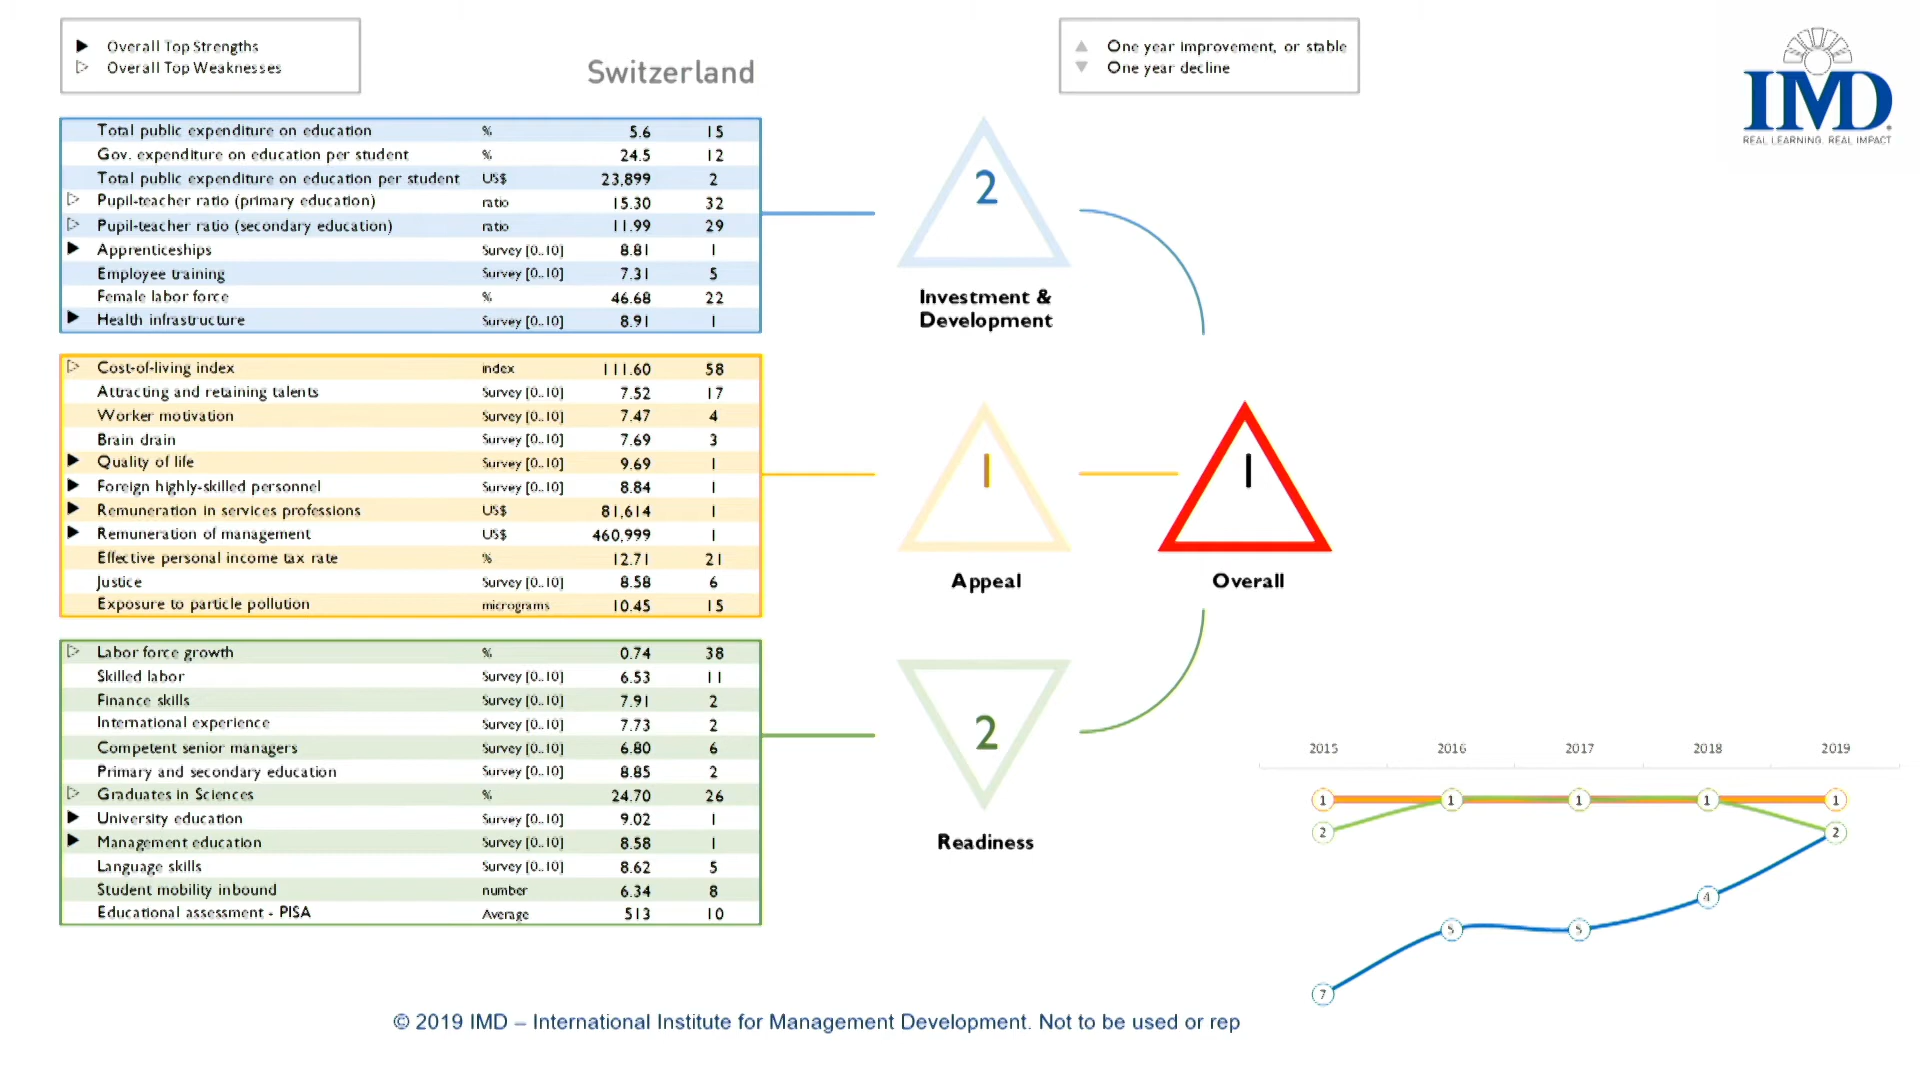 ▶ Overall Top Strengths
▷ Overall Top Weaknesses
Switzerland
▲ One year improvement, or stable
▼ One year decline
IMD
REAL LEARNING. REAL IMPACT
Total public expenditure on education % 5.6 15
Gov. expenditure on education per student % 24.5 12
Total public expenditure on education per student US$ 23,899 2
▷ Pupil-teacher ratio (primary education) ratio 15.30 32
▷ Pupil-teacher ratio (secondary education) ratio 11.99 29
▶ Apprenticeships Survey [0..10] 8.81 1
Employee training Survey [0..10] 7.31 5
Female labor force % 46.68 22
▶ Health infrastructure Survey [0..10] 8.91 1
2
Investment &
Development
▷ Cost-of-living index index 111.60 58
Attracting and retaining talents Survey [0..10] 7.52 17
Worker motivation Survey [0..10] 7.47 4
Brain drain Survey [0..10] 7.69 3
▶ Quality of life Survey [0..10] 9.69 1
▶ Foreign highly-skilled personnel Survey [0..10] 8.84 1
▶ Remuneration in services professions US$ 81,614 1
▶ Remuneration of management US$ 460,999 1
Effective personal income tax rate % 12.71 21
Justice Survey [0..10] 8.58 6
Exposure to particle pollution micrograms 10.45 15
1
Appeal
1
Overall
▷ Labor force growth % 0.74 38
Skilled labor Survey [0..10] 6.53 11
Finance skills Survey [0..10] 7.91 2
International experience Survey [0..10] 7.73 2
Competent senior managers Survey [0..10] 6.80 6
Primary and secondary education Survey [0..10] 8.85 2
▷ Graduates in Sciences % 24.70 26
▶ University education Survey [0..10] 9.02 1
▶ Management education Survey [0..10] 8.58 1
Language skills Survey [0..10] 8.62 5
Student mobility inbound number 6.34 8
Educational assessment - PISA Average 513 10
2
Readiness
2015 2016 2017 2018 2019
1 1 1 1 1
2 2
4
5 5
7
© 2019 IMD – International Institute for Management Development. Not to be used or rep